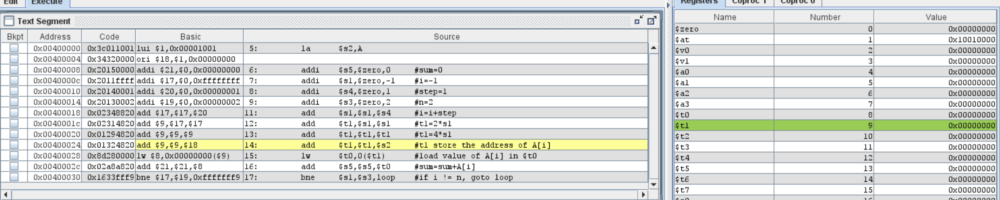 Edit Execute
Text Segment
Bkpt Address Code Basic Source
0x00400000 0x3c011001 lui $1,0x00001001 5: la $s2,A
0x00400004 0x34320000 ori $18,$1,0x00000000
0x00400008 0x20150000 addi $21,$0,0x00000000 6: addi $s5,$zero,0 #sum=0
0x0040000c 0x2011ffff addi $17,$0,0xffffffff 7: addi $s1,$zero,-1 #i=-1
0x00400010 0x20140001 addi $20,$0,0x00000001 8: addi $s4,$zero,1 #step=1
0x00400014 0x20130002 addi $19,$0,0x00000002 9: addi $s3,$zero,2 #n=2
0x00400018 0x02348820 add $17,$17,$20 11: add $s1,$s1,$s4 #i=i+step
0x0040001c 0x02314820 add $9,$17,$17 12: add $t1,$s1,$s1 #t1=2*s1
0x00400020 0x01294820 add $9,$9,$9 13: add $t1,$t1,$t1 #t1=4*s1
0x00400024 0x01324820 add $9,$9,$18 14: add $t1,$t1,$s2 #t1 store the address of A[i]
0x00400028 0x8d280000 lw $8,0x00000000($9) 15: lw $t0,0($t1) #load value of A[i] in $t0
0x0040002c 0x02a8a820 add $21,$21,$8 16: add $s5,$s5,$t0 #sum=sum+A[i]
0x00400030 0x1633fff9 bne $17,$19,0xfffffff9 17: bne $s1,$s3,loop #if i != n, goto loop
Registers Coproc 1 Coproc 0
Name Number Value
$zero 0 0x00000000
$at 1 0x10010000
$v0 2 0x00000000
$v1 3 0x00000000
$a0 4 0x00000000
$a1 5 0x00000000
$a2 6 0x00000000
$a3 7 0x00000000
$t0 8 0x00000000
$t1 9 0x00000000
$t2 10 0x00000000
$t3 11 0x00000000
$t4 12 0x00000000
$t5 13 0x00000000
$t6 14 0x00000000
$t7 15 0x00000000